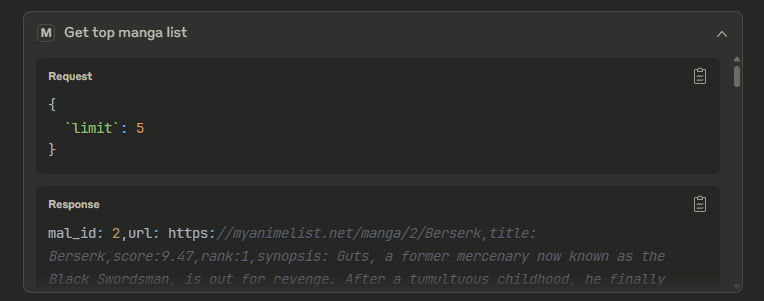 M Get top manga list
Request
{
`limit`: 5
}
Response
mal_id: 2,url: https://myanimelist.net/manga/2/Berserk,title:
Berserk,score:9.47,rank:1,synopsis: Guts, a former mercenary now known as the
Black Swordsman, is out for revenge. After a tumultuous childhood, he finally